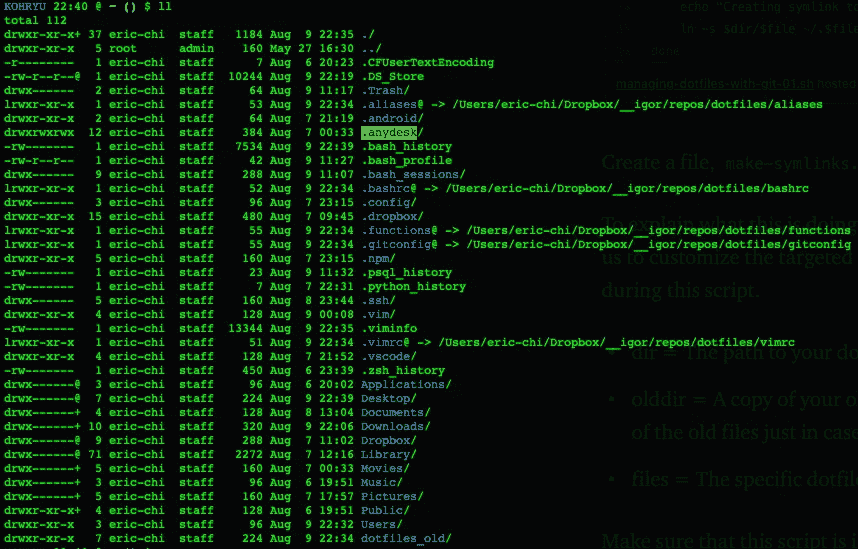 KOHRYU 22:40 @ ~ () $ ll
total 112
drwxr-xr-x+ 37 eric-chi  staff   1184 Aug  9 22:35 ./
drwxr-xr-x   5 root      admin    160 May 27 16:30 ../
-r--------   1 eric-chi  staff      7 Aug  6 20:23 .CFUserTextEncoding
-rw-r--r--@  1 eric-chi  staff  10244 Aug  9 22:19 .DS_Store
drwx------   2 eric-chi  staff     64 Aug  9 11:17 .Trash/
lrwxr-xr-x   1 eric-chi  staff     53 Aug  9 22:34 .aliases@ -> /Users/eric-chi/Dropbox/__igor/repos/dotfiles/aliases
drwxr-xr-x   2 eric-chi  staff     64 Aug  7 21:19 .android/
drwxrwxrwx  12 eric-chi  staff    384 Aug  7 00:33 .anydesk/
-rw-------   1 eric-chi  staff   7534 Aug  9 22:39 .bash_history
-rw-r--r--   1 eric-chi  staff     42 Aug  9 11:27 .bash_profile
drwx------   9 eric-chi  staff    288 Aug  9 11:07 .bash_sessions/
lrwxr-xr-x   1 eric-chi  staff     52 Aug  9 22:34 .bashrc@ -> /Users/eric-chi/Dropbox/__igor/repos/dotfiles/bashrc
drwx------   3 eric-chi  staff     96 Aug  7 23:15 .config/
drwxr-xr-x  15 eric-chi  staff    480 Aug  7 09:45 .dropbox/
lrwxr-xr-x   1 eric-chi  staff     55 Aug  9 22:34 .functions@ -> /Users/eric-chi/Dropbox/__igor/repos/dotfiles/functions
lrwxr-xr-x   1 eric-chi  staff     55 Aug  9 22:34 .gitconfig@ -> /Users/eric-chi/Dropbox/__igor/repos/dotfiles/gitconfig
drwxr-xr-x   5 eric-chi  staff    160 Aug  7 23:15 .npm/
-rw-------   1 eric-chi  staff     23 Aug  9 11:32 .psql_history
-rw-------   1 eric-chi  staff      7 Aug  7 22:31 .python_history
drwx------   5 eric-chi  staff    160 Aug  8 23:44 .ssh/
drwxr-xr-x   4 eric-chi  staff    128 Aug  9 00:08 .vim/
-rw-------   1 eric-chi  staff  13344 Aug  9 22:35 .viminfo
lrwxr-xr-x   1 eric-chi  staff     51 Aug  9 22:34 .vimrc@ -> /Users/eric-chi/Dropbox/__igor/repos/dotfiles/vimrc
drwxr-xr-x   4 eric-chi  staff    128 Aug  7 21:52 .vscode/
-rw-------   1 eric-chi  staff    450 Aug  6 23:39 .zsh_history
drwx------@  3 eric-chi  staff     96 Aug  6 20:02 Applications/
drwx------@  7 eric-chi  staff    224 Aug  9 22:39 Desktop/
drwx------+  4 eric-chi  staff    128 Aug  8 13:04 Documents/
drwx------+ 10 eric-chi  staff    320 Aug  9 22:06 Downloads/
drwx------@  9 eric-chi  staff    288 Aug  7 11:02 Dropbox/
drwx------@ 71 eric-chi  staff   2272 Aug  7 12:16 Library/
drwx------+  5 eric-chi  staff    160 Aug  7 00:33 Movies/
drwx------+  3 eric-chi  staff     96 Aug  6 19:51 Music/
drwx------+  5 eric-chi  staff    160 Aug  7 17:57 Pictures/
drwxr-xr-x+  4 eric-chi  staff    128 Aug  6 19:51 Public/
drwxr-xr-x   3 eric-chi  staff     96 Aug  9 22:32 Users/
drwxr-xr-x   7 eric-chi  staff    224 Aug  9 22:34 dotfiles_old/
echo "Creating symlink to
ln -s $dir/$file ~/.$file
done
managing-dotfiles-with-git-01.sh hosted
Create a file, make-symlinks.
To explain what this is doing
us to customize the targeted
during this script.
dir = The path to your do
• olddir = A copy of your o
of the old files just in case
• files = The specific dotfile
Make sure that this script is i